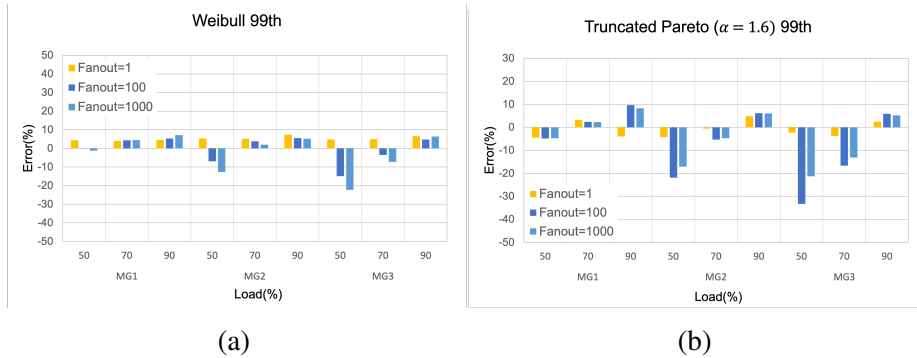 Weibull 99th
50
40
30
20
10
0
-10
-20
-30
-40
-50
Error(%)
Fanout=1
Fanout=100
Fanout=1000
50 70 90 50 70 90 50 70 90
MG1 MG2 MG3
Load(%)
(a)
Truncated Pareto (α = 1.6) 99th
30
20
10
0
-10
-20
-30
-40
-50
Error(%)
Fanout=1
Fanout=100
Fanout=1000
50 70 90 50 70 90 50 70 90
MG1 MG2 MG3
Load(%)
(b)